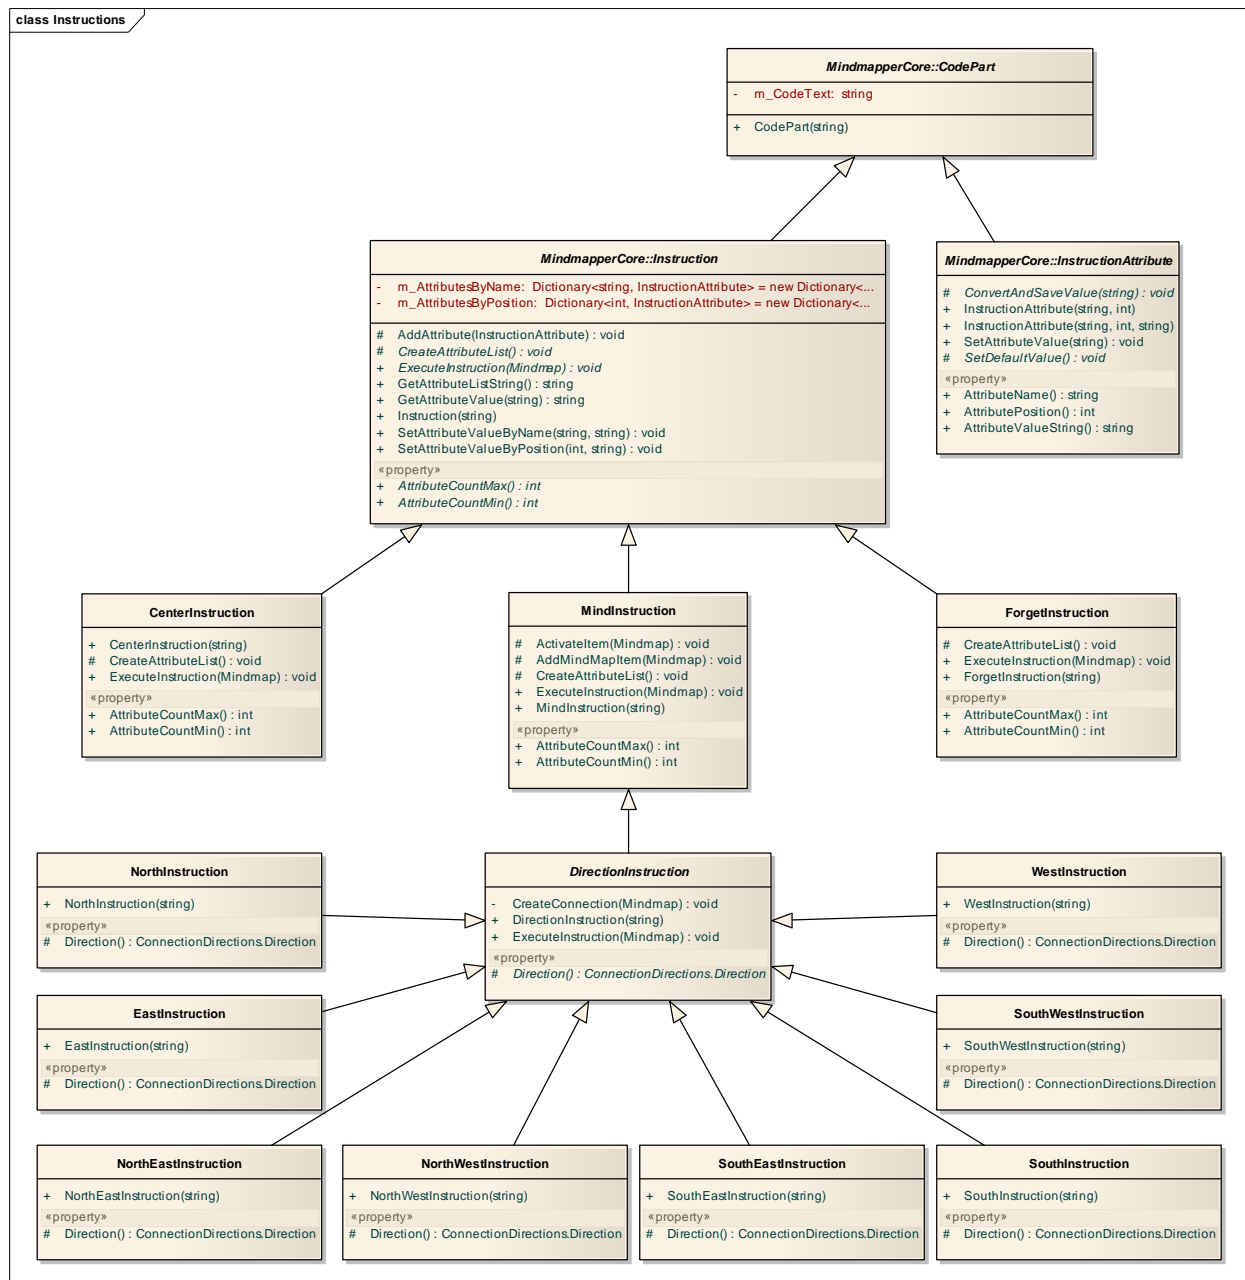 class Instructions
MindmapperCore::CodePart
- m_CodeText: string
+ CodePart(string)
MindmapperCore::Instruction
- m_AttributesByName: Dictionary<string, InstructionAttribute> = new Dictionary<...
- m_AttributesByPosition: Dictionary<int, InstructionAttribute> = new Dictionary<...
# AddAttribute(InstructionAttribute) : void
# CreateAttributeList() : void
+ ExecuteInstruction(Mindmap) : void
+ GetAttributeListString() : string
+ GetAttributeValue(string) : string
+ Instruction(string)
+ SetAttributeValueByName(string, string) : void
+ SetAttributeValueByPosition(int, string) : void
«property»
+ AttributeCountMax() : int
+ AttributeCountMin() : int
MindmapperCore::InstructionAttribute
# ConvertAndSaveValue(string) : void
+ InstructionAttribute(string, int)
+ InstructionAttribute(string, int, string)
+ SetAttributeValue(string) : void
# SetDefaultValue() : void
«property»
+ AttributeName() : string
+ AttributePosition() : int
+ AttributeValueString() : string
CenterInstruction
+ CenterInstruction(string)
# CreateAttributeList() : void
+ ExecuteInstruction(Mindmap) : void
«property»
+ AttributeCountMax() : int
+ AttributeCountMin() : int
MindInstruction
# ActivateItem(Mindmap) : void
# AddMindMapItem(Mindmap) : void
# CreateAttributeList() : void
+ ExecuteInstruction(Mindmap) : void
+ MindInstruction(string)
«property»
+ AttributeCountMax() : int
+ AttributeCountMin() : int
ForgetInstruction
# CreateAttributeList() : void
+ ExecuteInstruction(Mindmap) : void
+ ForgetInstruction(string)
«property»
+ AttributeCountMax() : int
+ AttributeCountMin() : int
NorthInstruction
+ NorthInstruction(string)
«property»
# Direction() : ConnectionDirections.Direction
DirectionInstruction
- CreateConnection(Mindmap) : void
+ DirectionInstruction(string)
+ ExecuteInstruction(Mindmap) : void
«property»
# Direction() : ConnectionDirections.Direction
WestInstruction
+ WestInstruction(string)
«property»
# Direction() : ConnectionDirections.Direction
EastInstruction
+ EastInstruction(string)
«property»
# Direction() : ConnectionDirections.Direction
SouthWestInstruction
+ SouthWestInstruction(string)
«property»
# Direction() : ConnectionDirections.Direction
NorthEastInstruction
+ NorthEastInstruction(string)
«property»
# Direction() : ConnectionDirections.Direction
NorthWestInstruction
+ NorthWestInstruction(string)
«property»
# Direction() : ConnectionDirections.Direction
SouthEastInstruction
+ SouthEastInstruction(string)
«property»
# Direction() : ConnectionDirections.Direction
SouthInstruction
+ SouthInstruction(string)
«property»
# Direction() : ConnectionDirections.Direction